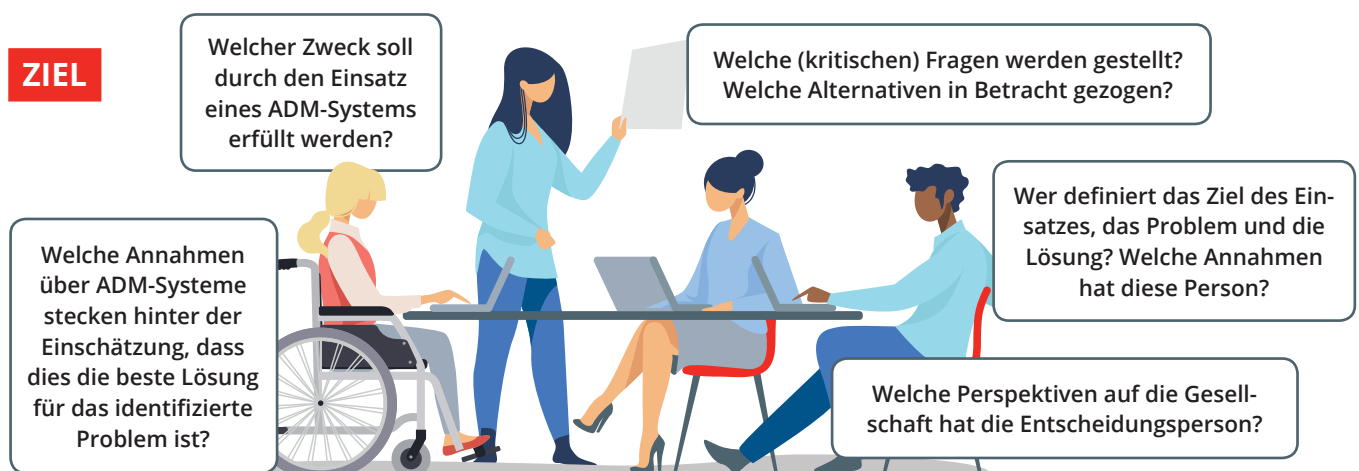 ZIEL
Welcher Zweck soll
durch den Einsatz
eines ADM-Systems
erfüllt werden?
Welche (kritischen) Fragen werden gestellt?
Welche Alternativen in Betracht gezogen?
Welche Annahmen
über ADM-Systeme
stecken hinter der
Einschätzung, dass
dies die beste Lösung
für das identifizierte
Problem ist?
Wer definiert das Ziel des Ein-
satzes, das Problem und die
Lösung? Welche Annahmen
hat diese Person?
Welche Perspektiven auf die Gesell-
schaft hat die Entscheidungsperson?